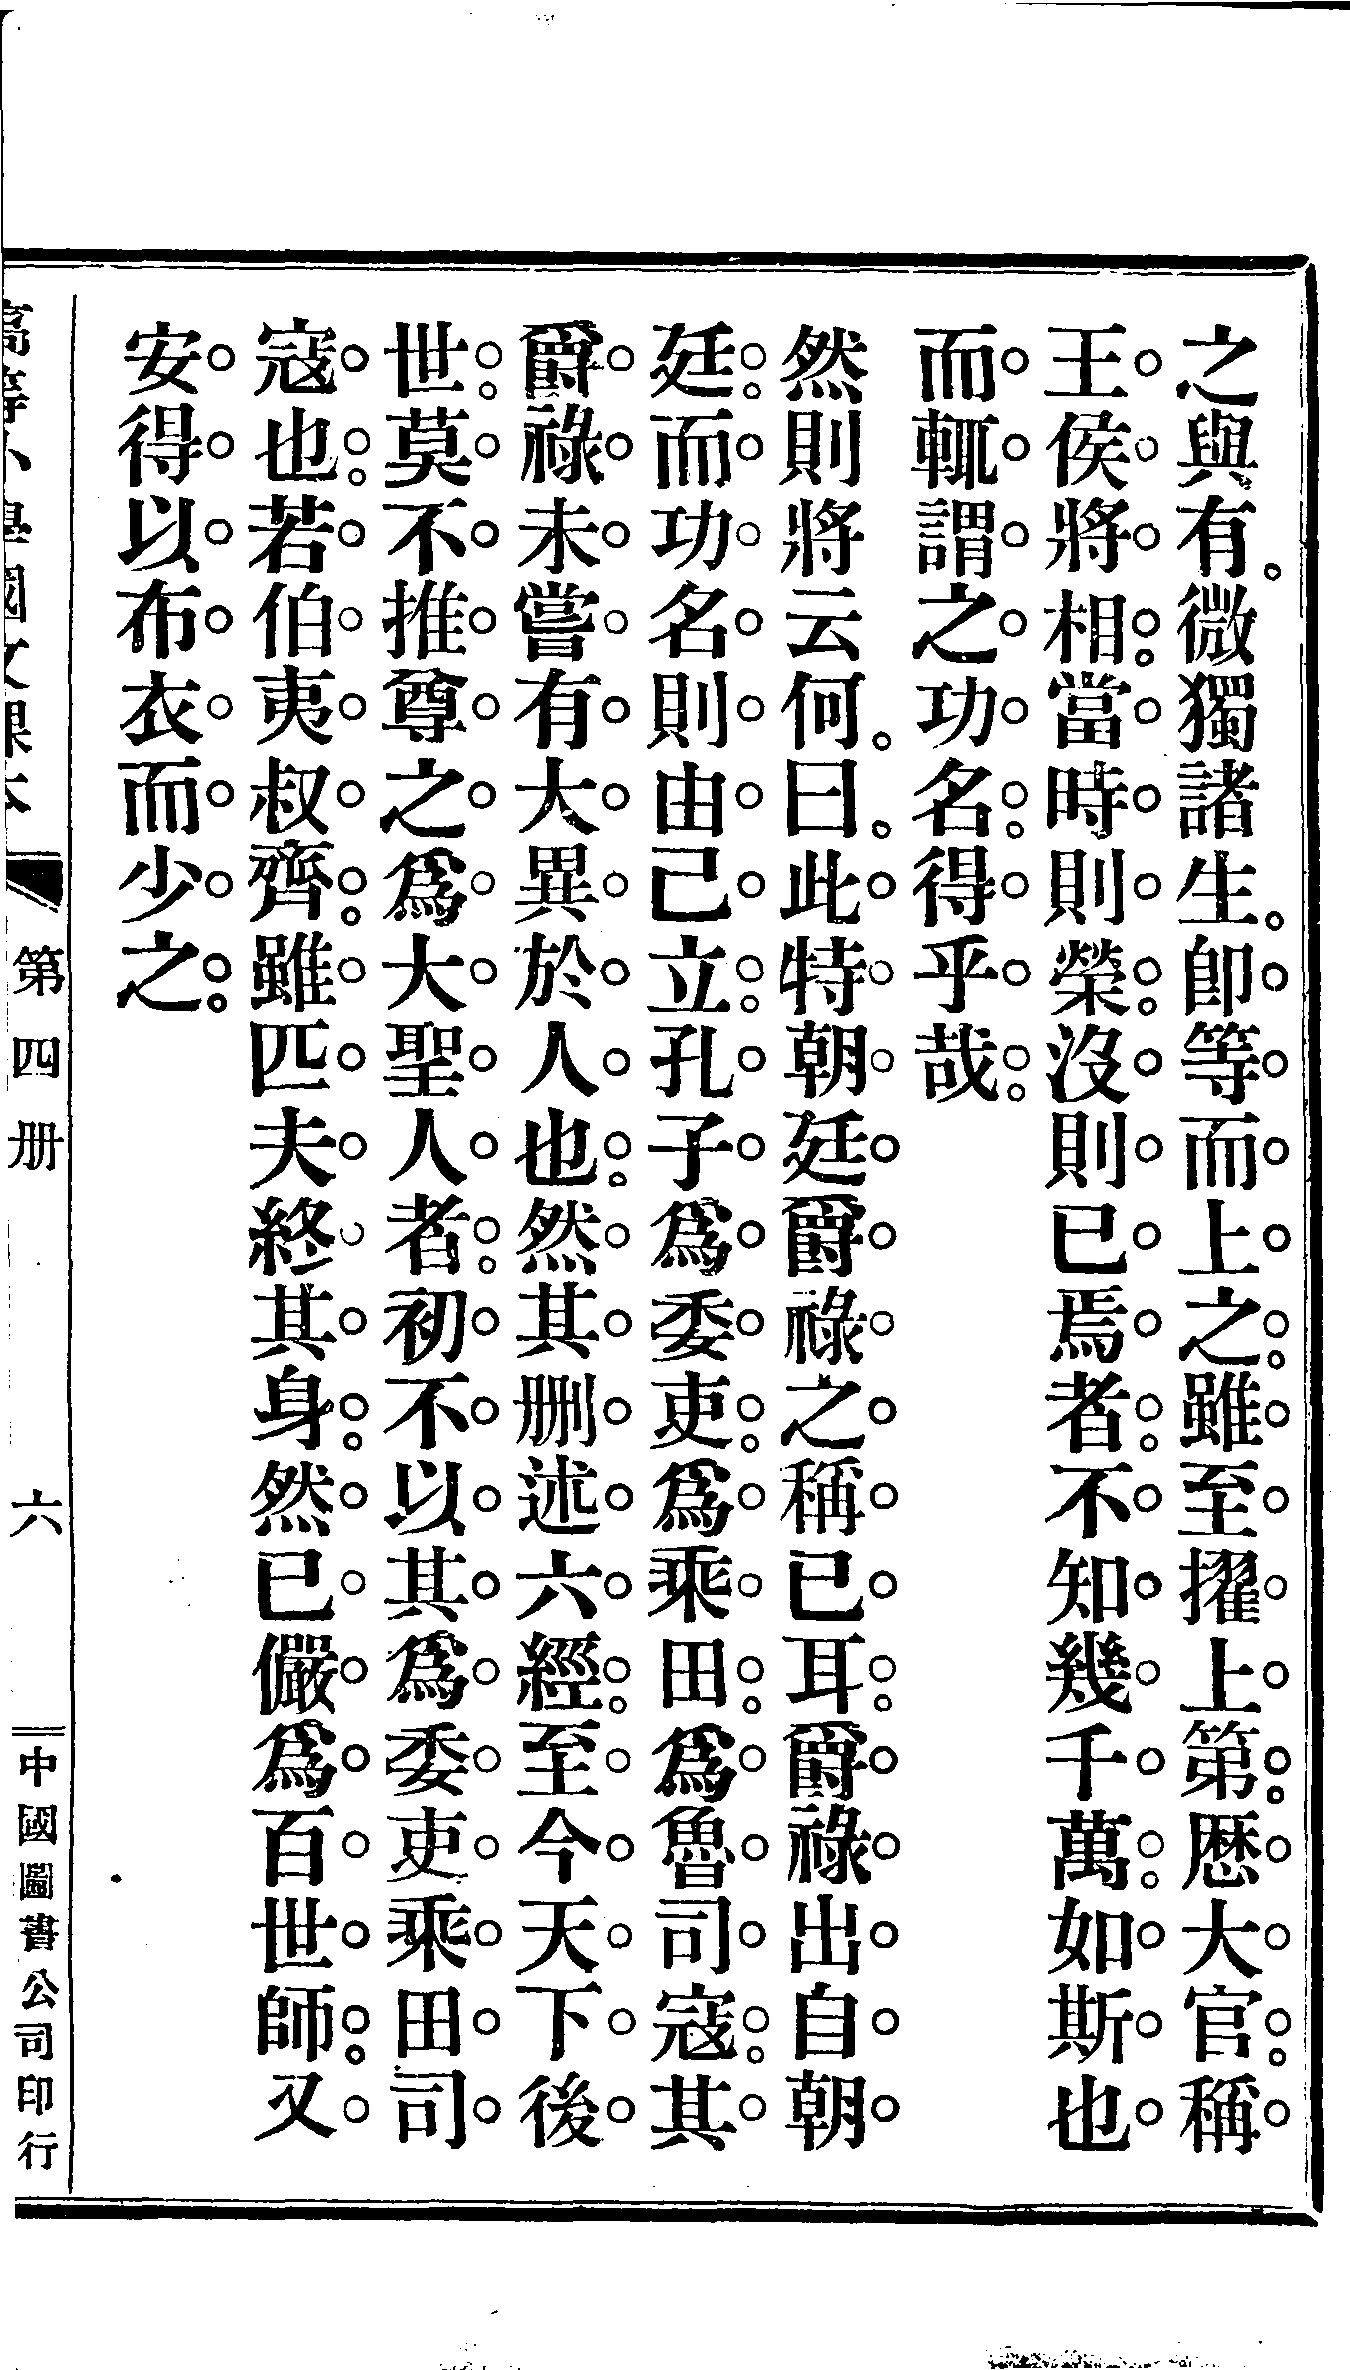 之與有。微獨諸生。卽等而上之。雖至擢上第。歷大官。稱
王侯將相。當時則榮。沒則已焉者。不知幾千萬。如斯也
而輒謂之功名。得乎哉。
然則將云何。曰。此特朝廷爵祿之稱已耳。爵祿出自朝
廷。而功名則由己立。孔子爲委吏。爲乘田。爲魯司寇。其
爵祿未嘗有大異於人也。然其刪述六經。至今天下後
世。莫不推尊之爲大聖人者。初不以其爲委吏乘田司
寇也。若伯夷叔齊。雖匹夫終其身。然已儼爲百世師。又
安得以布衣而少之。
高等小學國文課本 第四册 六 中國圖書公司印行